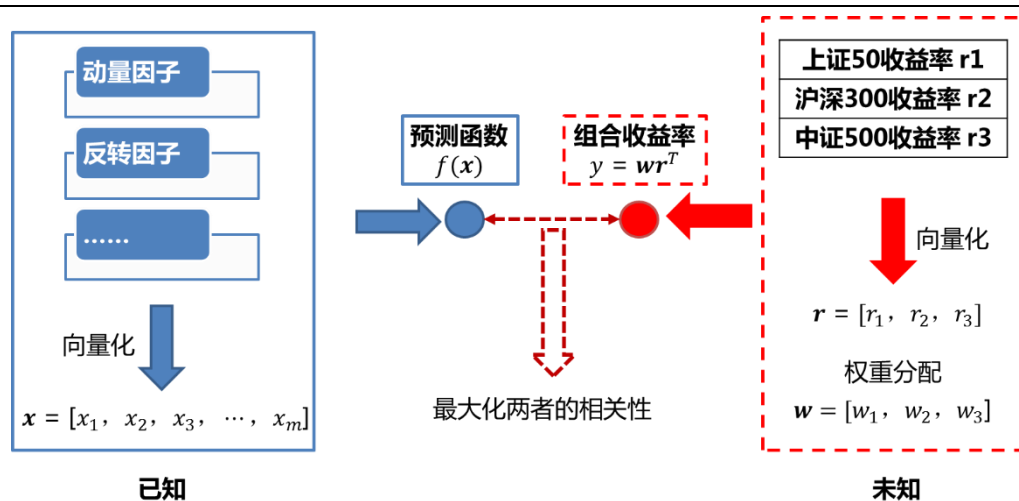 动量因子
反转因子
……
向量化
x = [x₁，x₂，x₃，⋯，xₘ]
已知
预测函数
f(x)
组合收益率
y = wrᵀ
最大化两者的相关性
上证50收益率 r1
沪深300收益率 r2
中证500收益率 r3
向量化
r = [r₁，r₂，r₃]
权重分配
w = [w₁，w₂，w₃]
未知